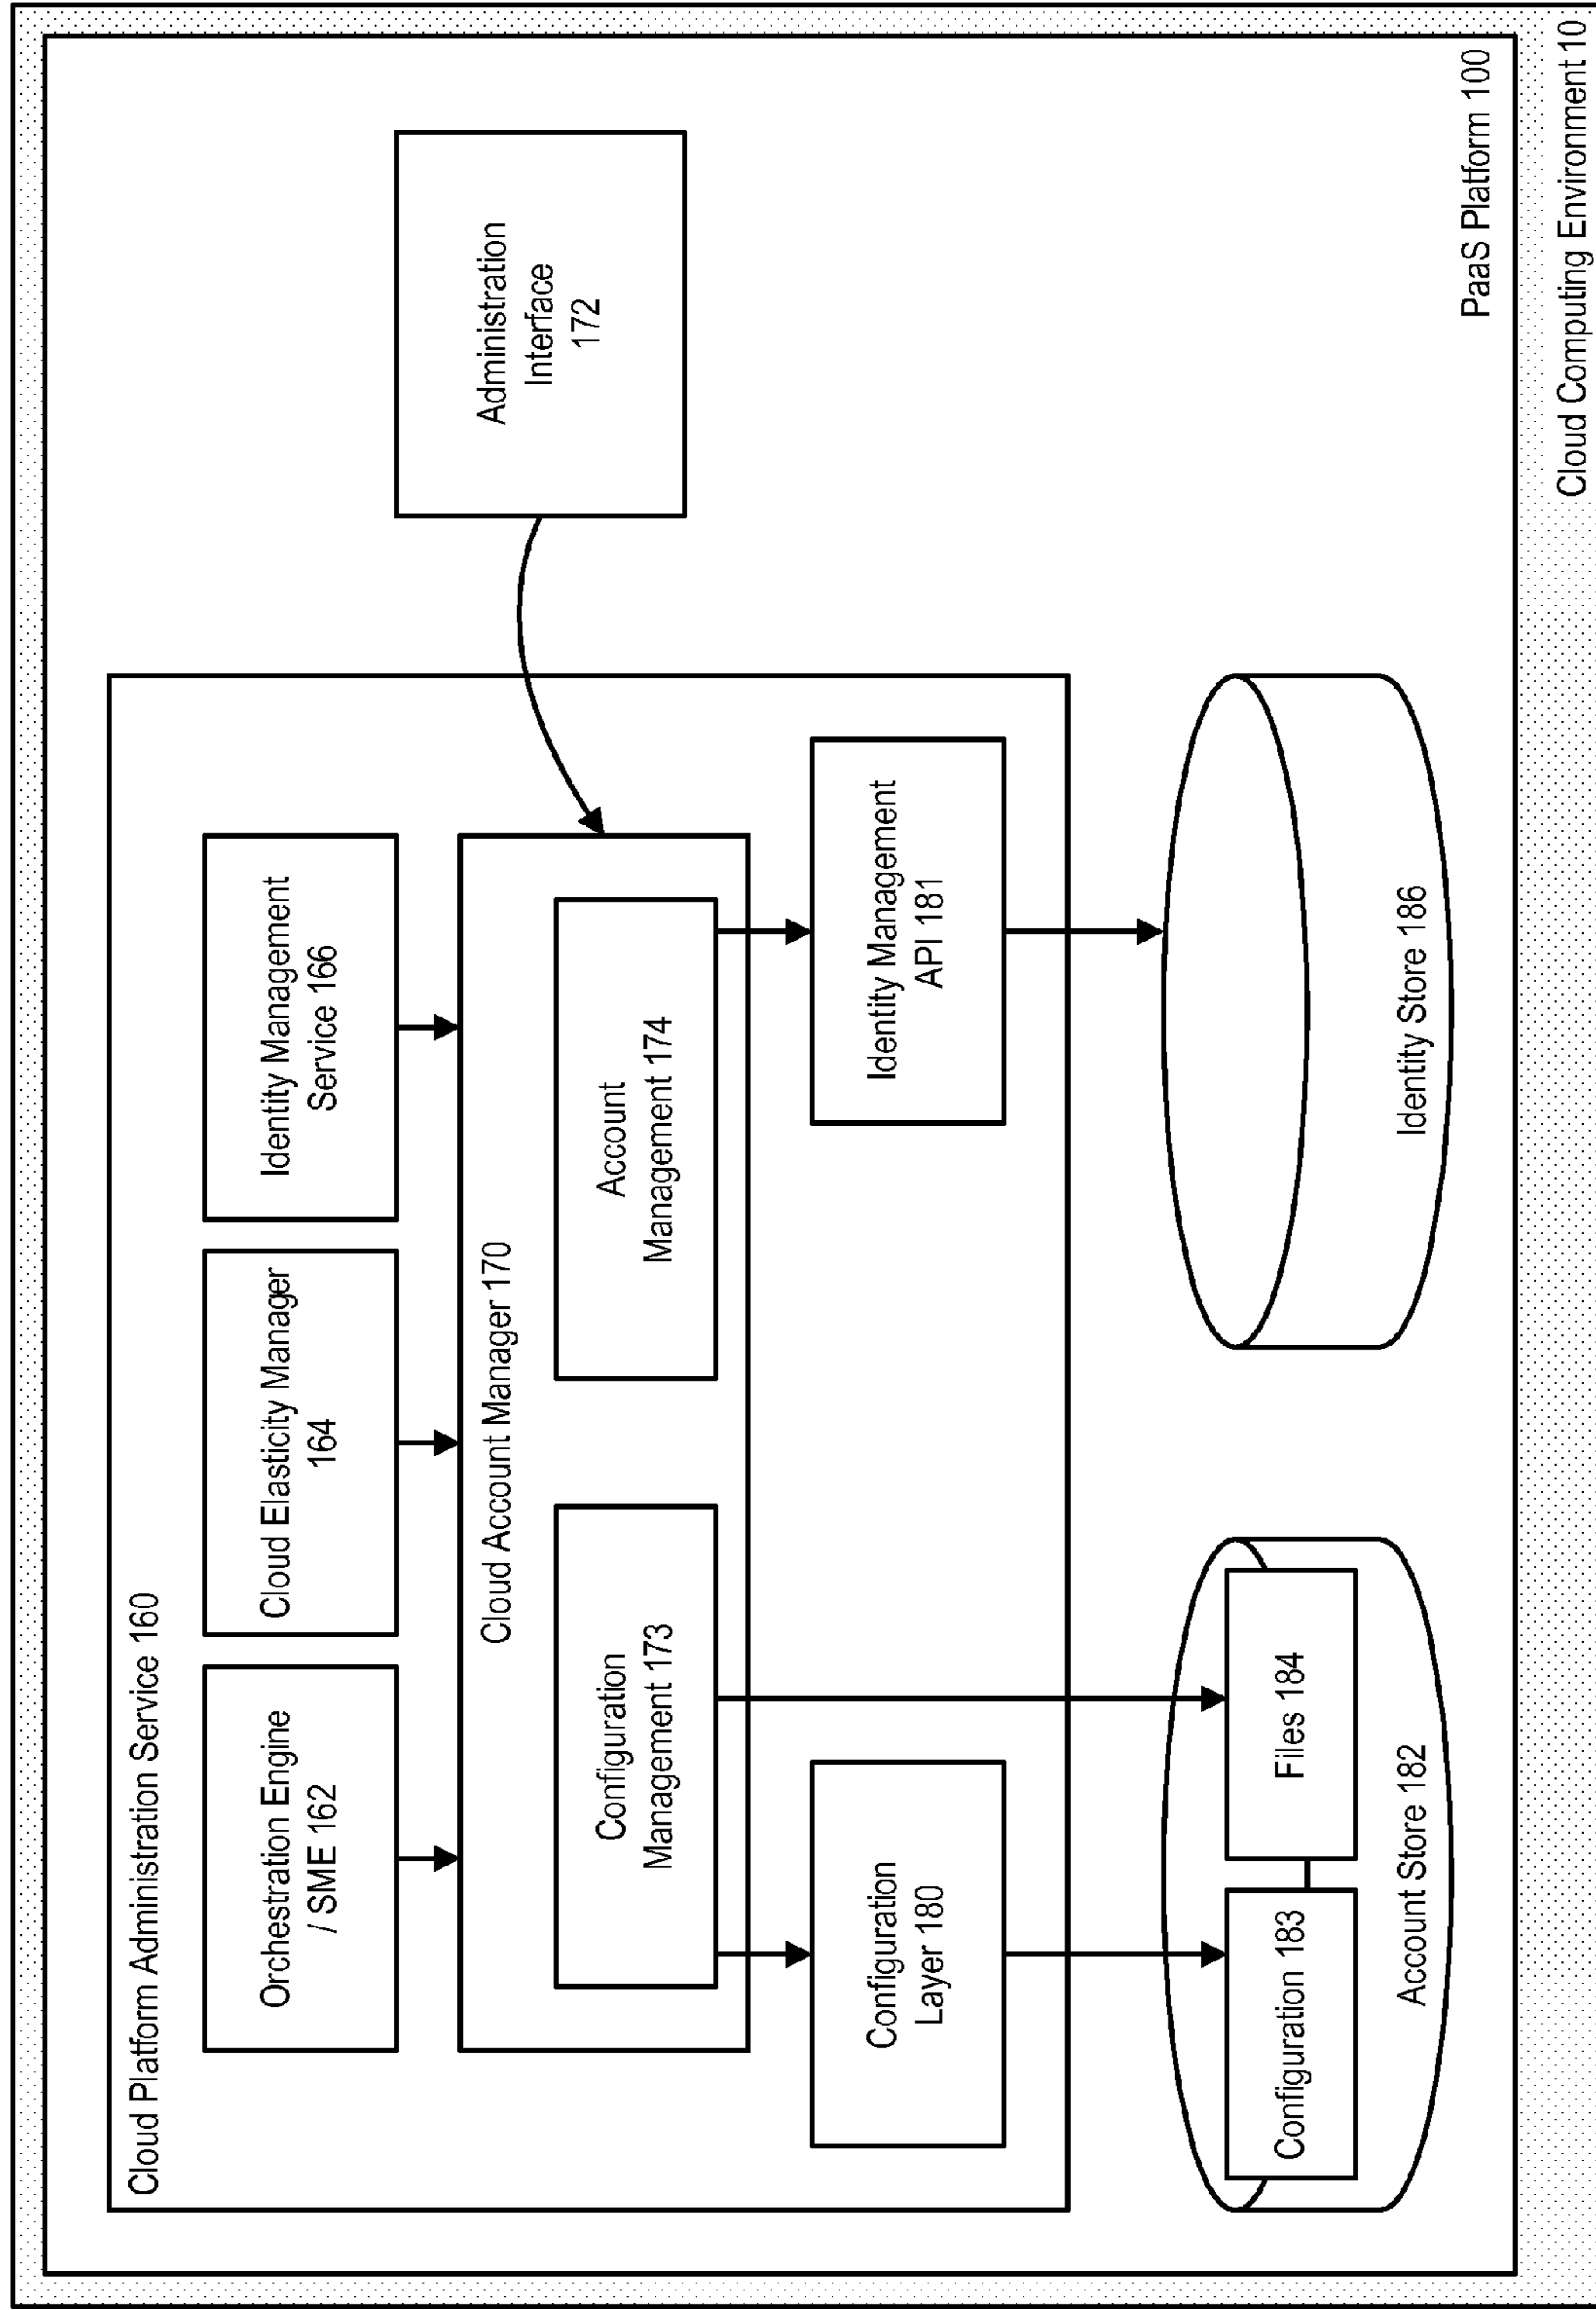 Cloud Platform Administration Service 160
Orchestration Engine
/ SME 162
Cloud Elasticity Manager
164
Identity Management
Service 166
Cloud Account Manager 170
Configuration
Management 173
Account
Management 174
Administration
Interface
172
Configuration
Layer 180
Identity Management
API 181
Configuration 183
Files 184
Account Store 182
Identity Store 186
PaaS Platform 100
Cloud Computing Environment 10